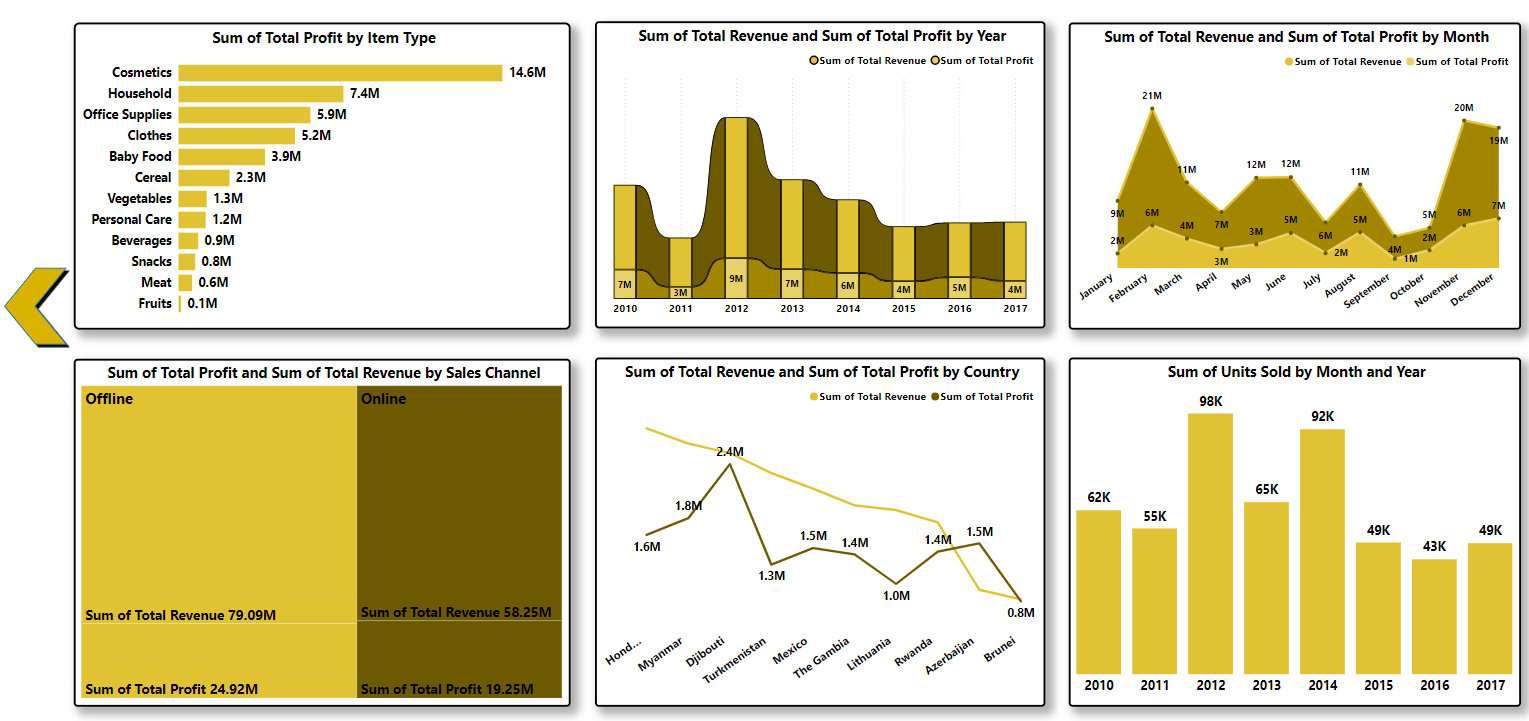 Sum of Total Profit by Item Type
Cosmetics 14.6M
Household 7.4M
Office Supplies 5.9M
Clothes 5.2M
Baby Food 3.9M
Cereal 2.3M
Vegetables 1.3M
Personal Care 1.2M
Beverages 0.9M
Snacks 0.8M
Meat 0.6M
Fruits 0.1M
Sum of Total Revenue and Sum of Total Profit by Year
Sum of Total Revenue Sum of Total Profit
7M 3M 9M 7M 6M 4M 5M 4M
2010 2011 2012 2013 2014 2015 2016 2017
Sum of Total Revenue and Sum of Total Profit by Month
Sum of Total Revenue Sum of Total Profit
9M 21M 11M 7M 12M 12M 6M 11M 4M 5M 20M 19M
2M 6M 4M 3M 3M 5M 2M 5M 1M 2M 6M 7M
January February March April May June July August September October November December
Sum of Total Profit and Sum of Total Revenue by Sales Channel
Offline Online
Sum of Total Revenue 79.09M Sum of Total Revenue 58.25M
Sum of Total Profit 24.92M Sum of Total Profit 19.25M
Sum of Total Revenue and Sum of Total Profit by Country
Sum of Total Revenue Sum of Total Profit
1.6M 1.8M 2.4M 1.3M 1.5M 1.4M 1.0M 1.4M 1.5M 0.8M
Hond... Myanmar Djibouti Turkmenistan Mexico The Gambia Lithuania Rwanda Azerbaijan Brunei
Sum of Units Sold by Month and Year
62K 55K 98K 65K 92K 49K 43K 49K
2010 2011 2012 2013 2014 2015 2016 2017